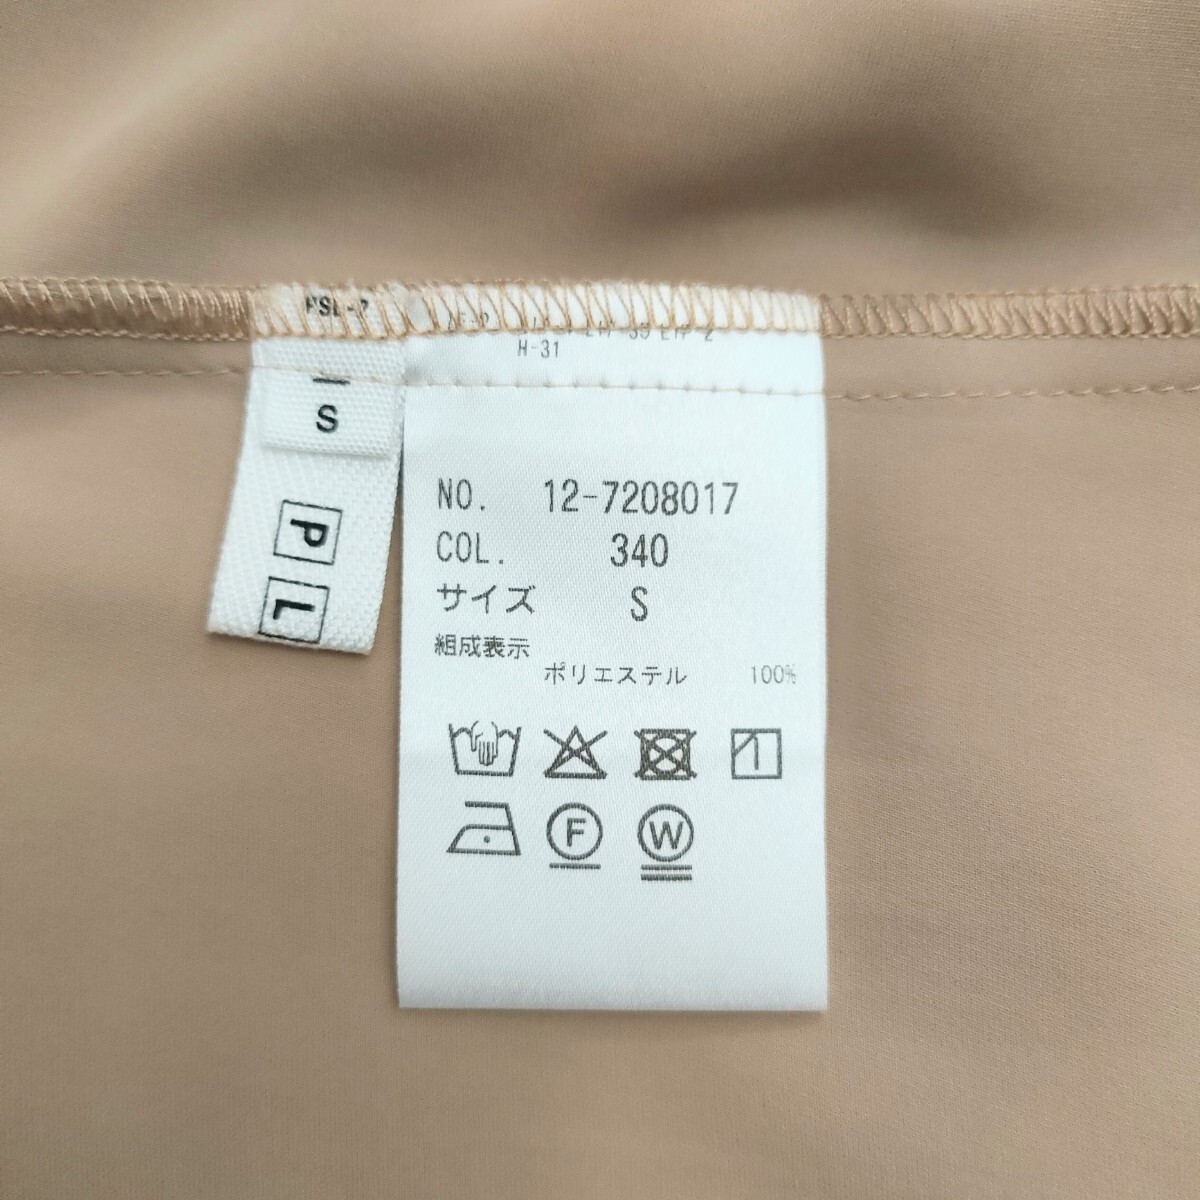 S
P
L
H-31
NO. 12-7208017
COL. 340
サイズ S
組成表示
ポリエステル 100%
F
W